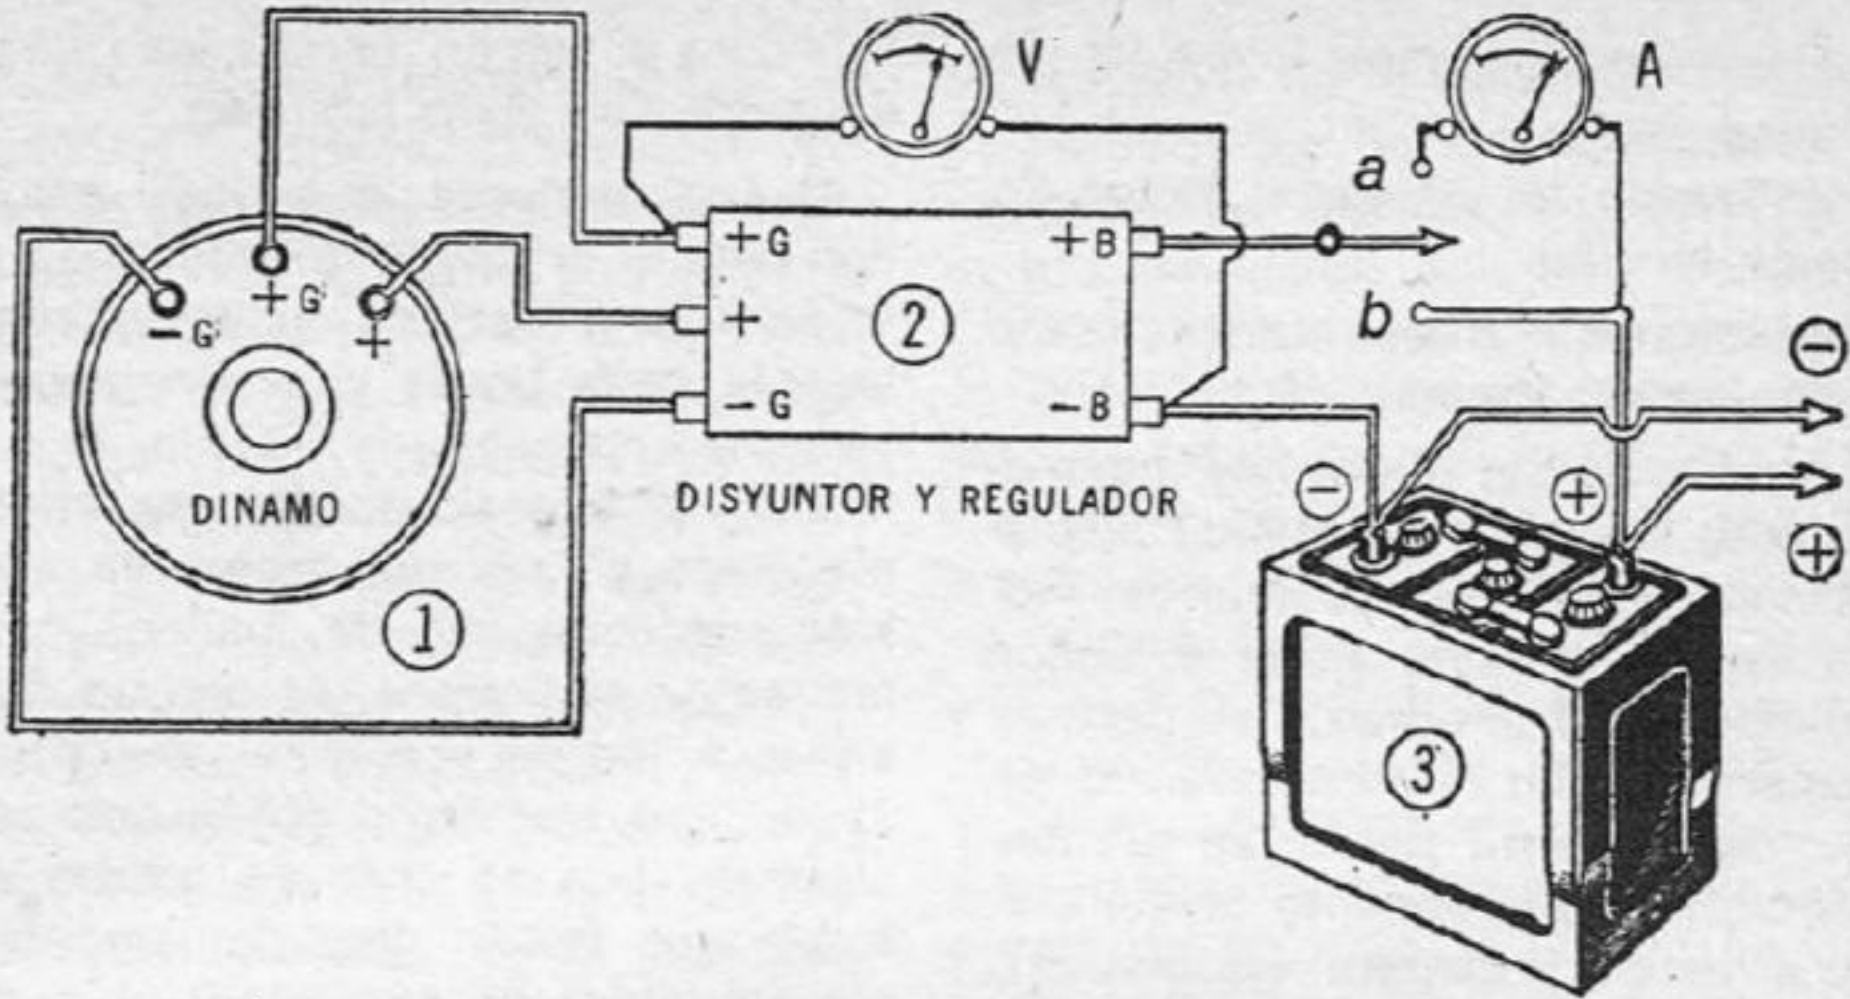 V
A
a
+ G
+ B
b
+ G
+
- G
+
2
- G
- B
-
DINAMO
DISYUNTOR Y REGULADOR
-
+
+
1
3